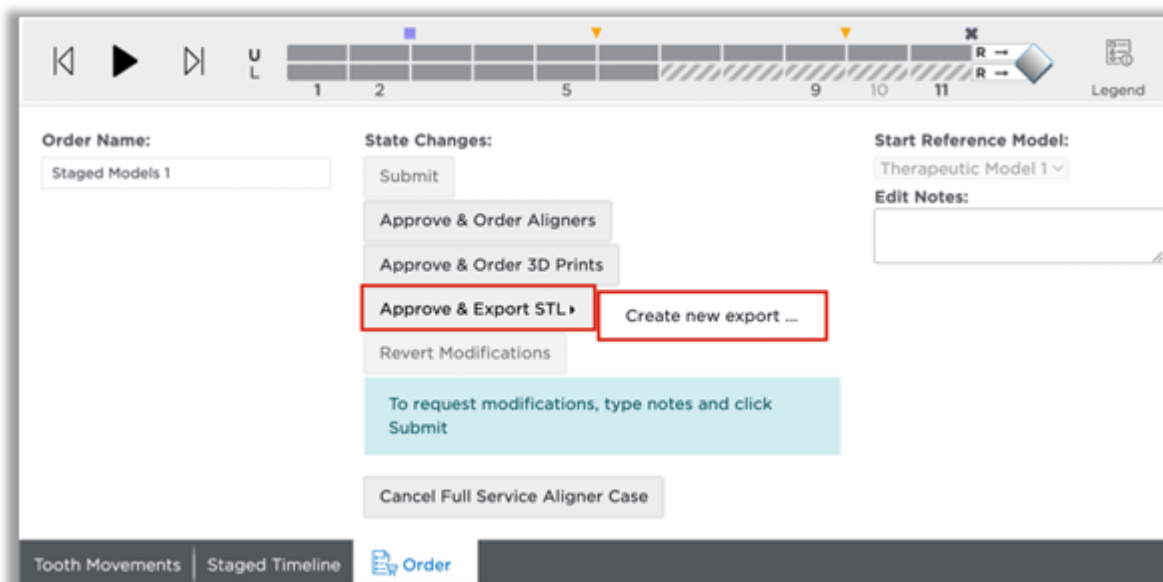 U
L
R →
R →
1 2 5 9 10 11
Legend
Order Name:
Staged Models 1
State Changes:
Submit
Approve & Order Aligners
Approve & Order 3D Prints
Approve & Export STL
Create new export ...
Revert Modifications
To request modifications, type notes and click
Submit
Cancel Full Service Aligner Case
Start Reference Model:
Therapeutic Model 1
Edit Notes:
Tooth Movements
Staged Timeline
Order